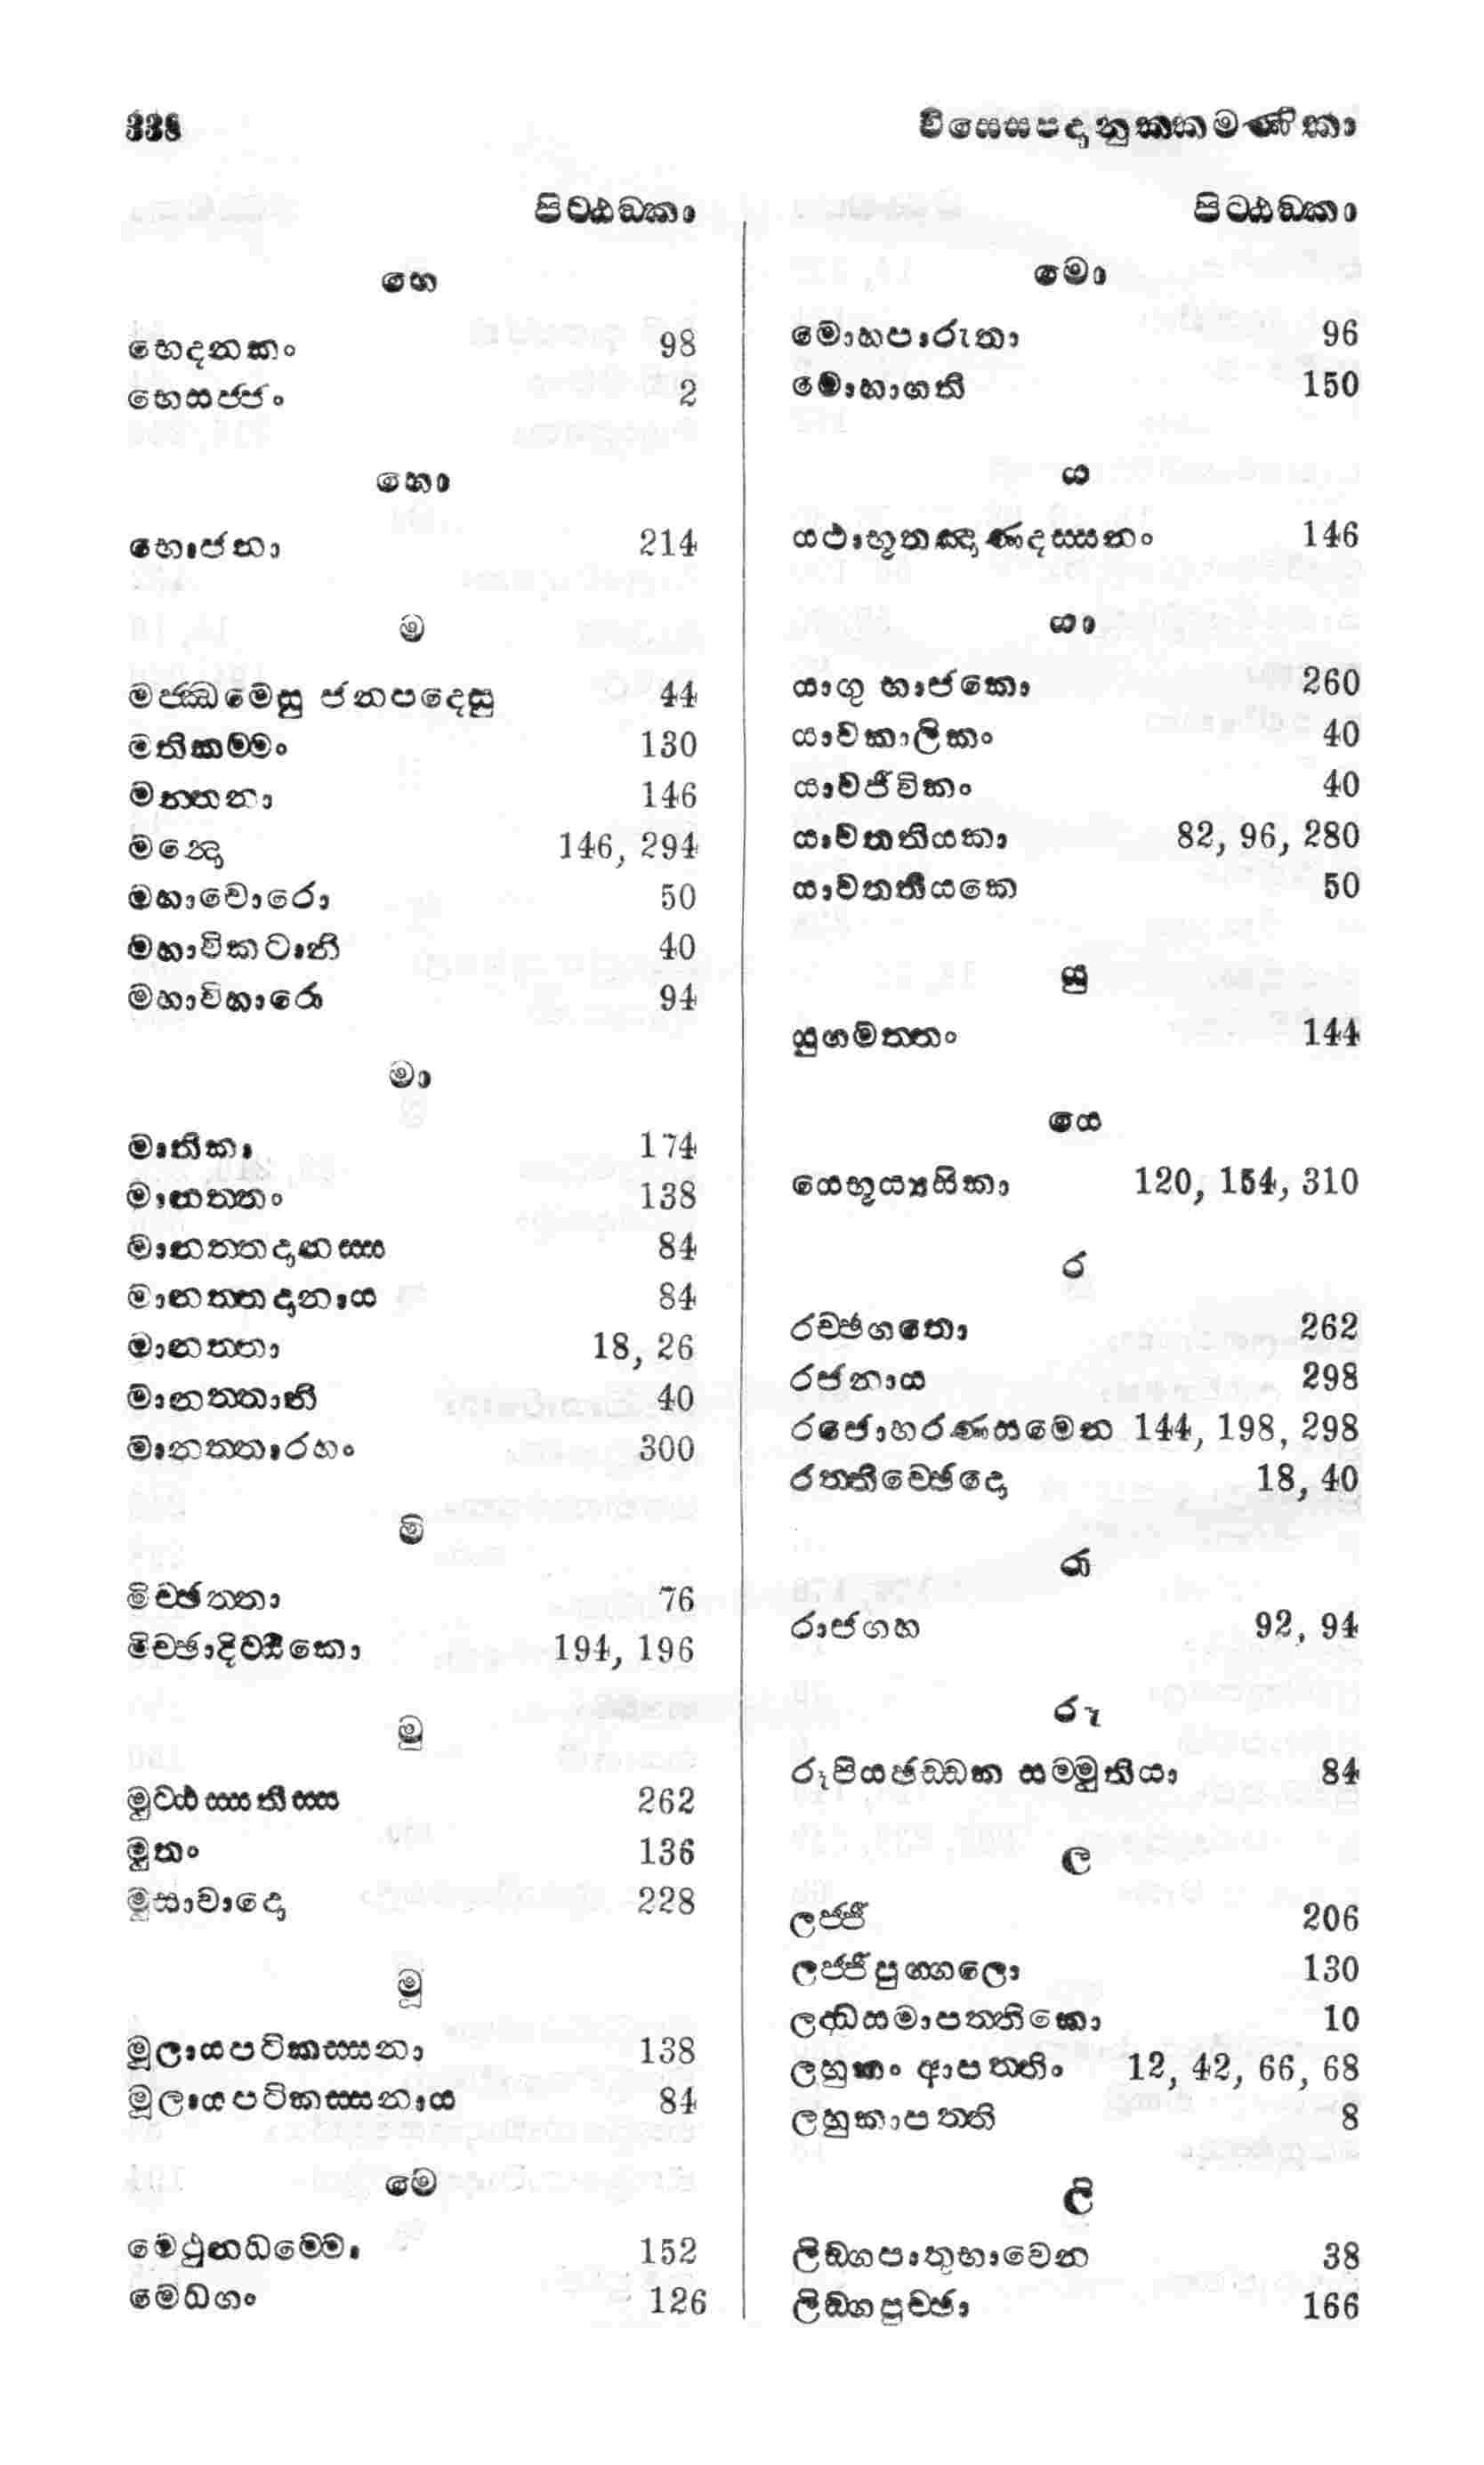 338
විසෙසපදානුක්කමණිකා
පිට්ඨඞ්කා
භෙ
භෙදනකං 98
භෙසජ්ජං 2
භො
භොජනා 214
ම
මජ්ඣමෙසු ජනපදෙසු 44
මතිකම්මං 130
මත්තනා 146
මඤ්ඤෙ 146, 294
මහාචොරො 50
මහාවිකටානි 40
මහාවිහාරො 94
මා
මාතිකා 174
මානත්තං 138
මානත්තදානස්ස 84
මානත්තදානාය 84
මානත්තා 18, 26
මානත්තානි 40
මානත්තාරහං 300
මි
මිච්ඡත්තා 76
මිච්ඡාදිට්ඨිකො 194, 196
මු
මුට්ඨස්සතිස්ස 262
මුතං 136
මුසාවාදො 228
මූ
මූලායපටිකස්සනා 138
මූලායපටිකස්සනාය 84
මෙ
මෙථුනධම්මෙ 152
මෙධගං 126
පිට්ඨඞ්කා
මො
මොහපාරුතා 96
මොහාගති 150
ය
යථාභූතඤාණදස්සනං 146
යා
යාගු භාජකො 260
යාවකාලිකං 40
යාවජීවිකං 40
යාවතතියකා 82, 96, 280
යාවතතියකෙ 50
යු
යුගමත්තං 144
යෙ
යෙභූය්‍යසිකා 120, 154, 310
ර
රච්ඡගතො 262
රජනාය 298
රජොහරණසමෙන 144, 198, 298
රත්තිච්ඡෙදො 18, 40
රා
රාජගහ 92, 94
රූ
රූපියඡඩ්ඩක සම්මුතියා 84
ල
ලජ්ජී 206
ලජ්ජීපුග්ගලො 130
ලද්ධසමාපත්තිකො 10
ලහුකං ආපත්තිං 12, 42, 66, 68
ලහුකාපත්ති 8
ලි
ලිඞ්ගපාතුභාවෙන 38
ලිඞ්ගපුච්ඡා 166